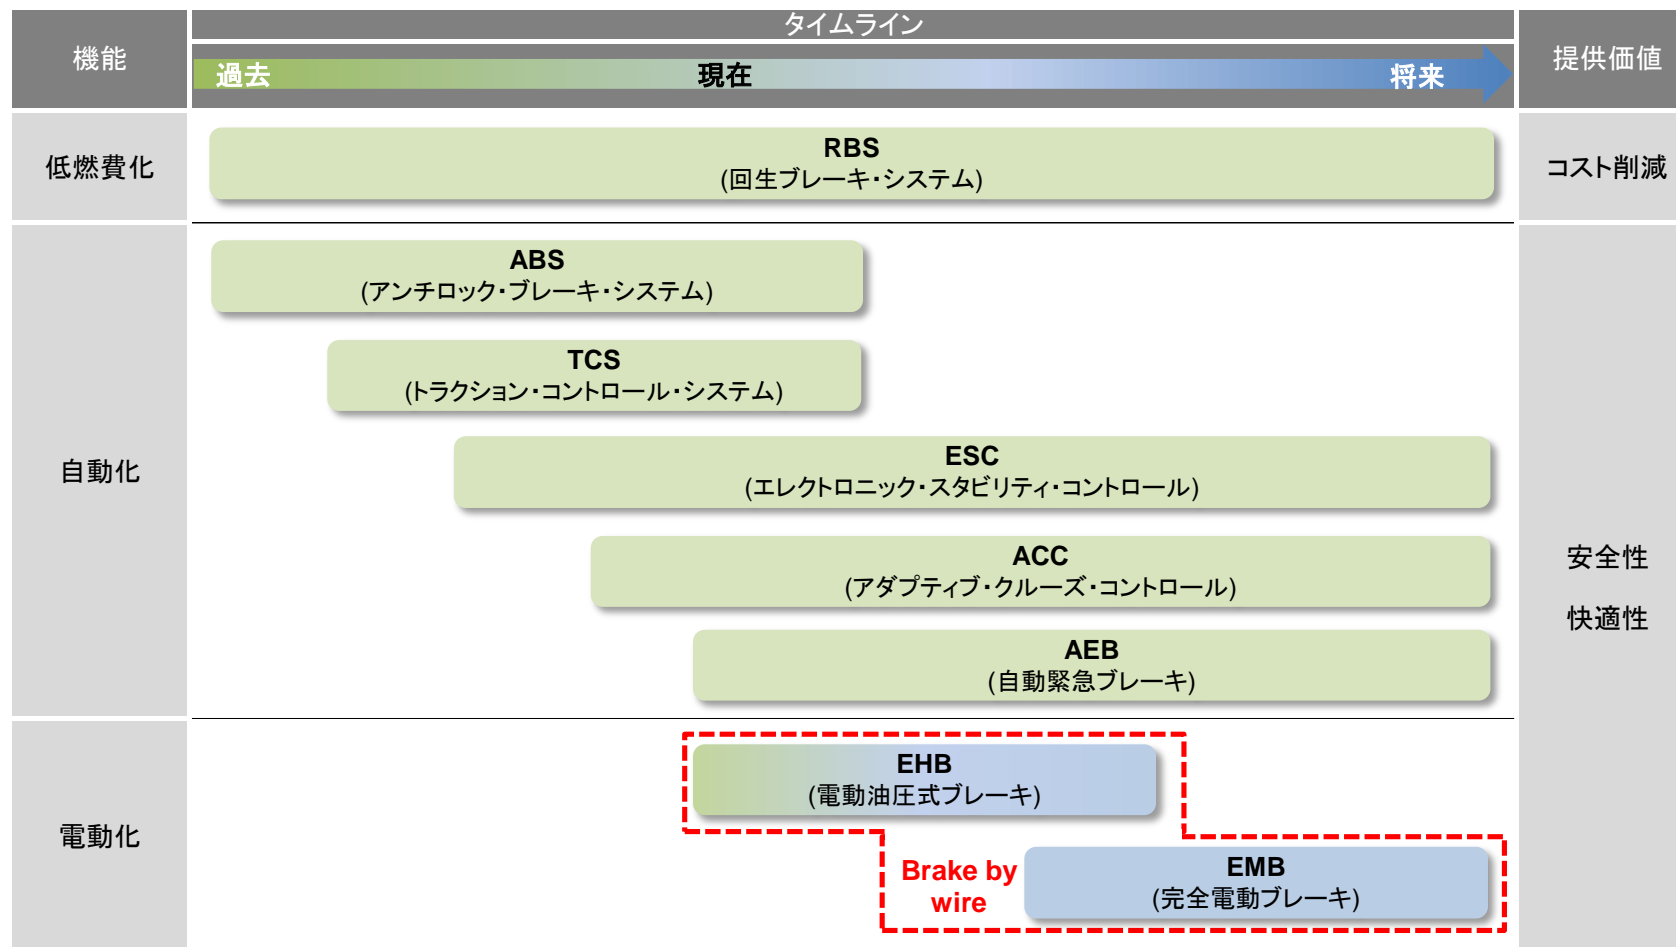 機能
タイムライン
過去
現在
将来
提供価値
低燃費化
RBS
(回生ブレーキ・システム)
コスト削減
自動化
ABS
(アンチロック・ブレーキ・システム)
TCS
(トラクション・コントロール・システム)
ESC
(エレクトロニック・スタビリティ・コントロール)
ACC
(アダプティブ・クルーズ・コントロール)
AEB
(自動緊急ブレーキ)
安全性
快適性
電動化
EHB
(電動油圧式ブレーキ)
Brake by
wire
EMB
(完全電動ブレーキ)